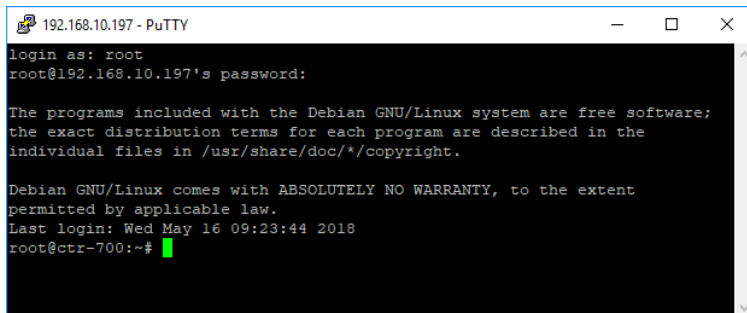 192.168.10.197 - PuTTY
login as: root
root@192.168.10.197's password:
The programs included with the Debian GNU/Linux system are free software;
the exact distribution terms for each program are described in the
individual files in /usr/share/doc/*/copyright.
Debian GNU/Linux comes with ABSOLUTELY NO WARRANTY, to the extent
permitted by applicable law.
Last login: Wed May 16 09:23:44 2018
root@ctr-700:~#